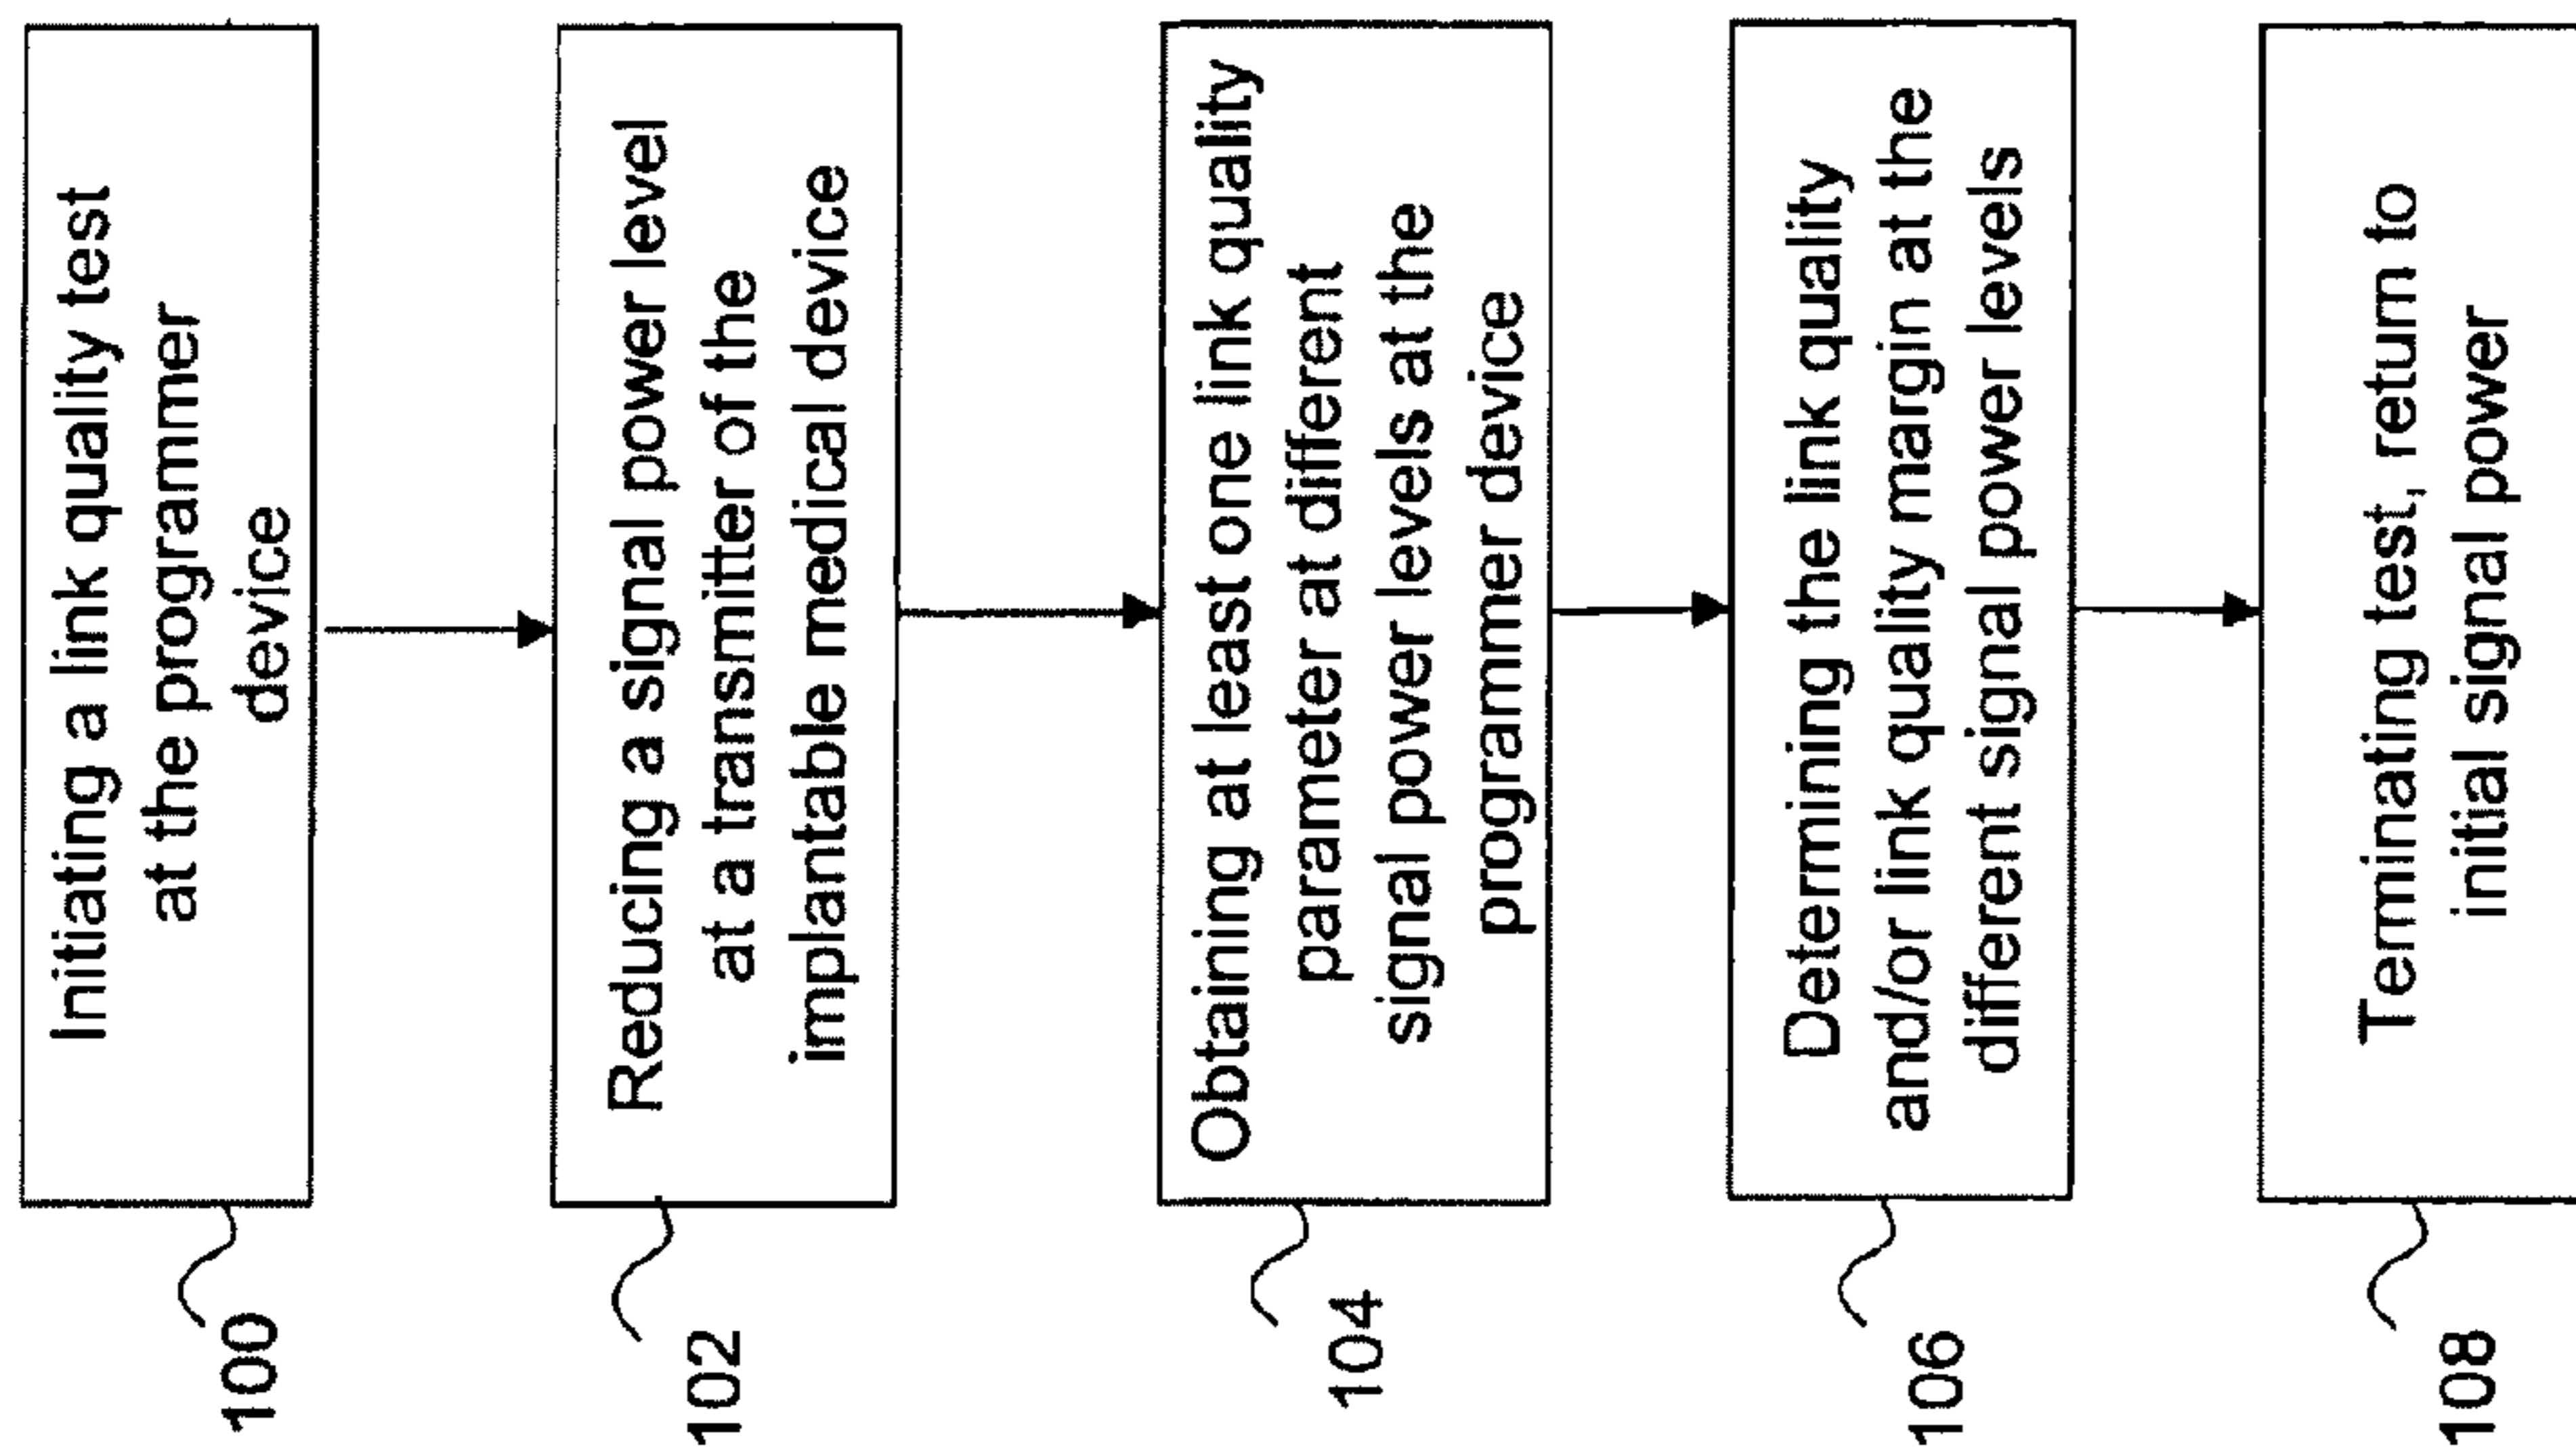 100
Initiating a link quality test
at the programmer
device
102
Reducing a signal power level
at a transmitter of the
implantable medical device
104
Obtaining at least one link quality
parameter at different
signal power levels at the
programmer device
106
Determining the link quality
and/or link quality margin at the
different signal power levels
108
Terminating test, return to
initial signal power